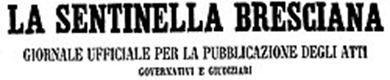 LA SENTINELLA BRESCIANA
GIORNALE UFFICIALE PER LA PUBBLICAZIONE DEGLI ATTI
GOVERNATIVI E GIUDIZIARI